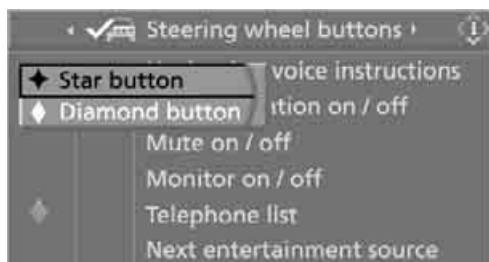 Steering wheel buttons
voice instructions
Star button
Diamond button
on / off
Mute on / off
Monitor on / off
Telephone list
Next entertainment source